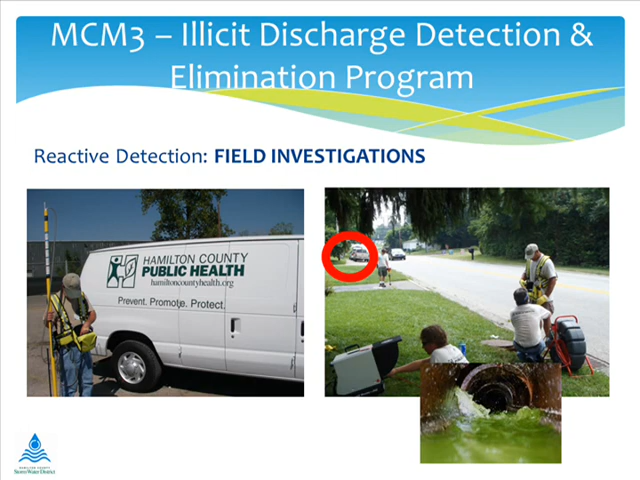 MCM3 – Illicit Discharge Detection &
Elimination Program
Reactive Detection: FIELD INVESTIGATIONS
HAMILTON COUNTY
PUBLIC HEALTH
hamiltoncountyhealth.org
Prevent. Promote. Protect.
HAMILTON COUNTY
Storm Water District